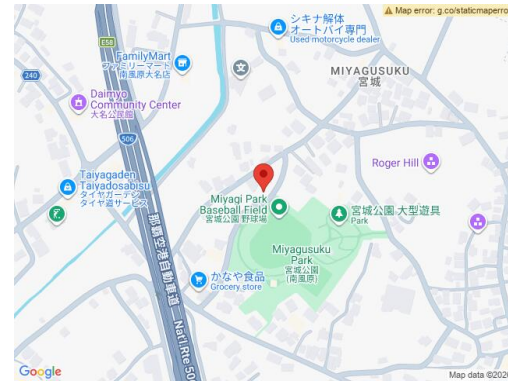 Map error: g.co/staticmaperro
シキナ解体
オートバイ専門
Used motorcycle dealer
E58
FamilyMart
ファミリーマート
南風原大名店
MIYAGUSUKU
宮城
240
Daimyo
Community Center
大名公民館
506
Roger Hill
Taiyagaden
Taiyadosabisu
タイヤガーデン
タイヤ道サービス
Miyagi Park
Baseball Field
宮城公園 野球場
宮城公園 大型遊具
Park
那覇空港自動車道
Miyagusuku
Park
宮城公園
(南風原)
かなや食品
Grocery store
Nat'l Rte 50
Google
Map data ©2026